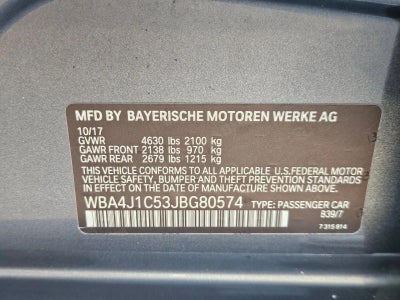 MFD BY BAYERISCHE MOTOREN WERKE AG
10/17
GVWR 4630 lbs 2100 kg
GAWR FRONT 2138 lbs 970 kg
GAWR REAR 2679 lbs 1215 kg
THIS VEHICLE CONFORMS TO ALL APPLICABLE U.S.FEDERAL MOTOR
VEHICLE SAFETY, BUMPER, AND THEFT PREVENTION STANDARDS
IN EFFECT ON THE DATE OF MANUFACTURE SHOWN ABOVE.
WBA4J1C53JBG80574 TYPE: PASSENGER CAR
B39/7
7 315 814